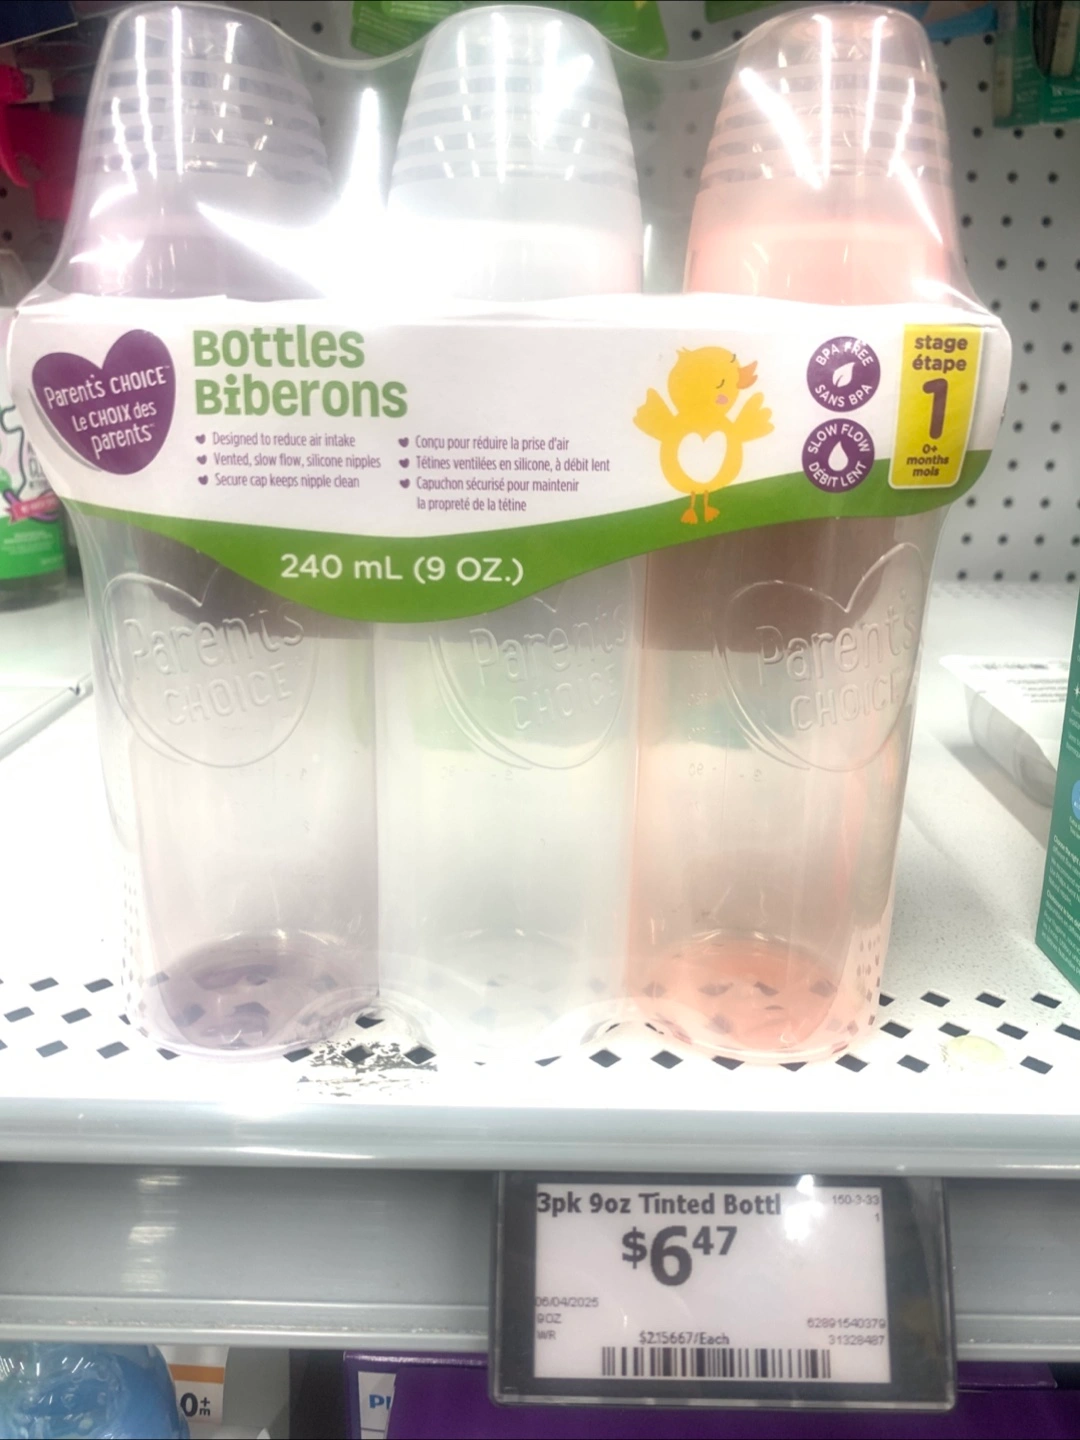 Parent's CHOICE™
Le CHOIX des
parents™
Bottles
Biberons
Designed to reduce air intake
Vented, slow flow, silicone nipples
Secure cap keeps nipple clean
Conçu pour réduire la prise d'air
Tétines ventilées en silicone, à débit lent
Capuchon sécurisé pour maintenir
la propreté de la tétine
BPA FREE
SANS BPA
SLOW FLOW
DÉBIT LENT
stage
étape
1
0+
months
mois
240 mL (9 OZ.)
Parent's
CHOICE
Parent's
CHOICE
Parent's
CHOICE
3pk 9oz Tinted Bottl
150-3-33
1
$6.47
06/04/2025
9OZ
WR
$2.15667/Each
62891540379
31328487
0+
m